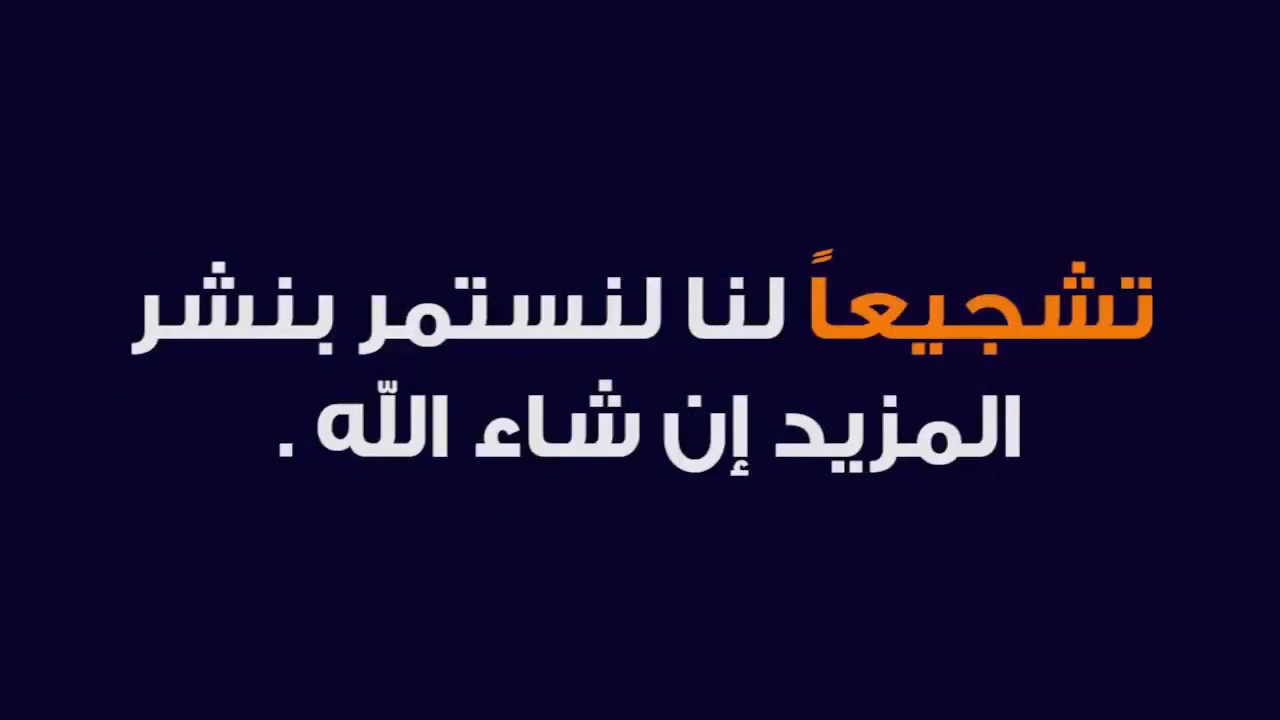 تشجيعاً لنا لنستمر بنشر
المزيد إن شاء الله .